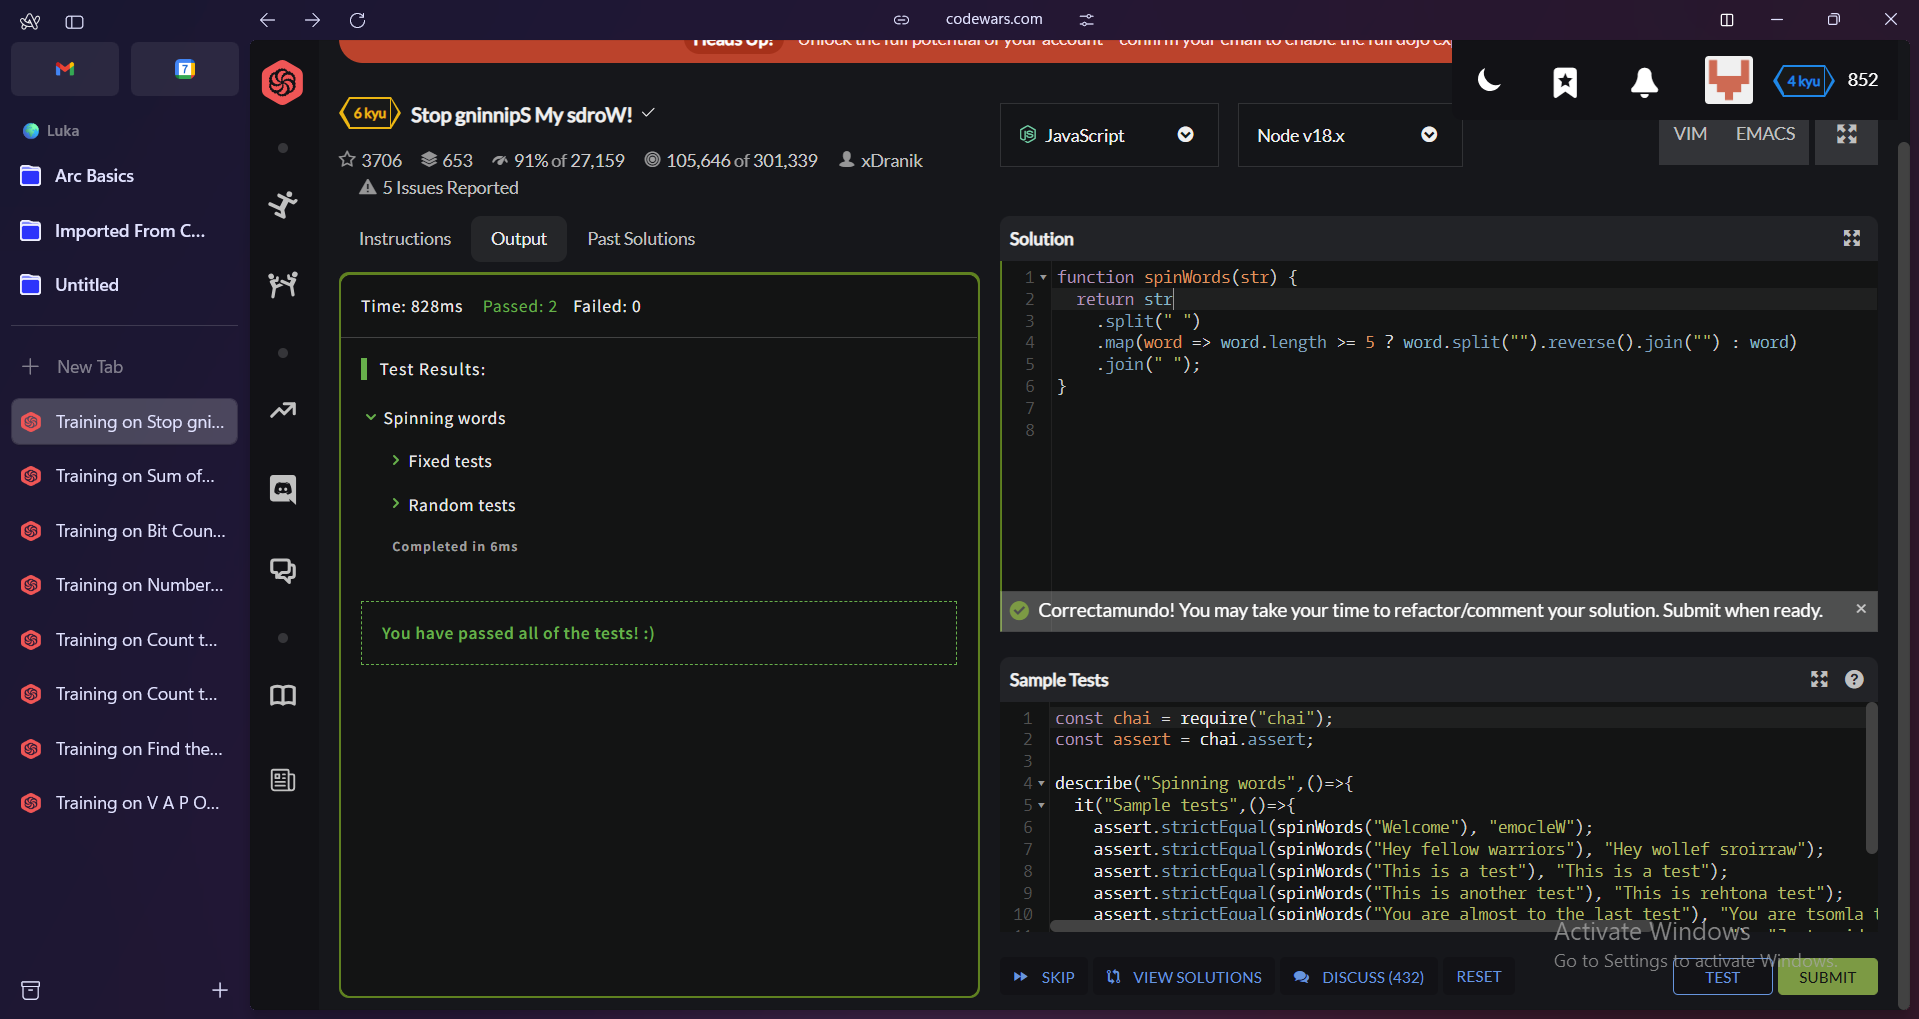 codewars.com
7
Luka
Arc Basics
Imported From C...
Untitled
New Tab
Training on Stop gni...
Training on Sum of...
Training on Bit Coun...
Training on Number...
Training on Count t...
Training on Count t...
Training on Find the...
Training on V A P O...
Heads Up! Unlock the full potential of your account confirm your email to enable the full dojo ex
4 kyu 852
6 kyu Stop gninnipS My sdroW!
3706 653 91% of 27,159 105,646 of 301,339 xDranik
5 Issues Reported
JavaScript
Node v18.x
VIM EMACS
Instructions Output Past Solutions
Time: 828ms Passed: 2 Failed: 0
Test Results:
Spinning words
Fixed tests
Random tests
Completed in 6ms
You have passed all of the tests! :)
Solution
1 function spinWords(str) {
2 return str
3 .split(" ")
4 .map(word => word.length >= 5 ? word.split("").reverse().join("") : word)
5 .join(" ");
6 }
7
8
Correctamundo! You may take your time to refactor/comment your solution. Submit when ready.
Sample Tests
1 const chai = require("chai");
2 const assert = chai.assert;
3
4 describe("Spinning words",()=>{
5 it("Sample tests",()=>{
6 assert.strictEqual(spinWords("Welcome"), "emocleW");
7 assert.strictEqual(spinWords("Hey fellow warriors"), "Hey wollef sroirraw");
8 assert.strictEqual(spinWords("This is a test"), "This is a test");
9 assert.strictEqual(spinWords("This is another test"), "This is rehtona test");
10 assert.strictEqual(spinWords("You are almost to the last test"), "You are tsomla t
SKIP VIEW SOLUTIONS DISCUSS (432) RESET TEST SUBMIT
Activate Windows
Go to Settings to activate Windows.